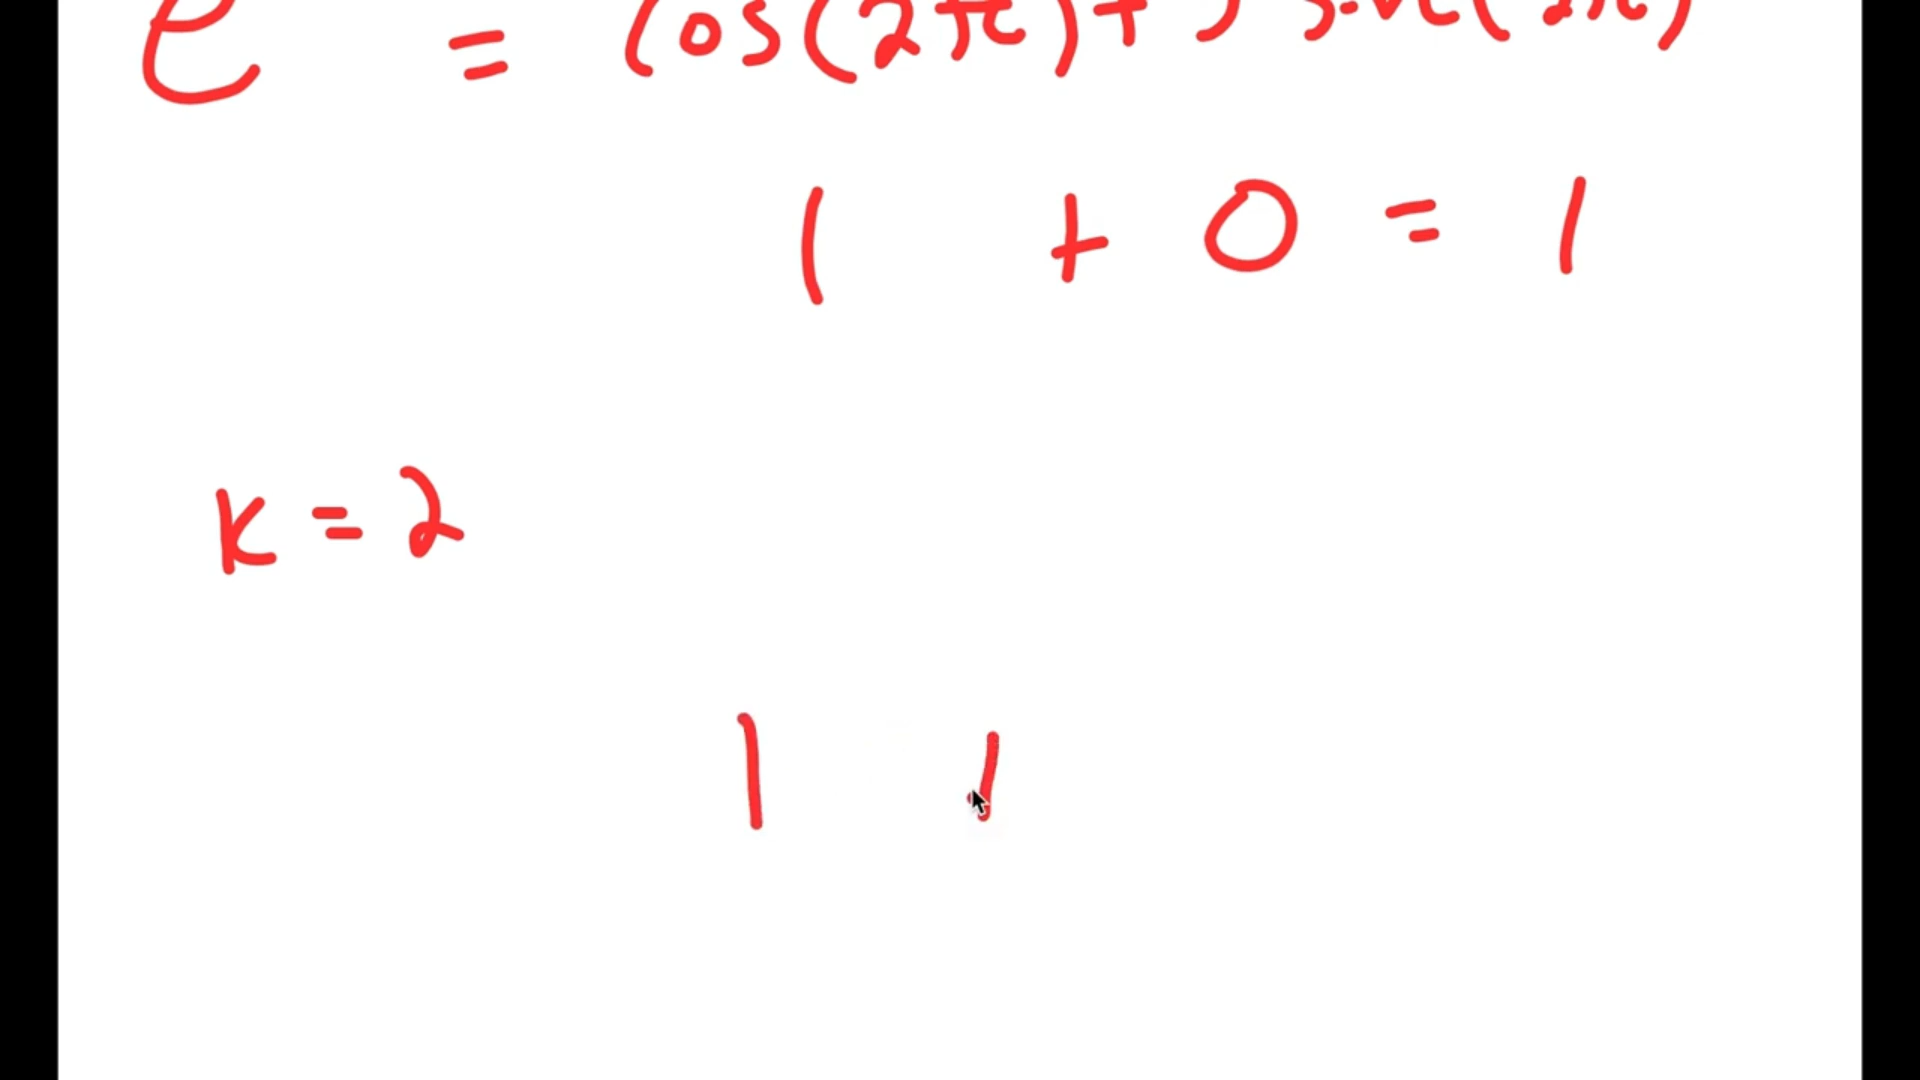 e = cos(2π) + j sin(2π)
1 + 0 = 1
k = 2
1 1